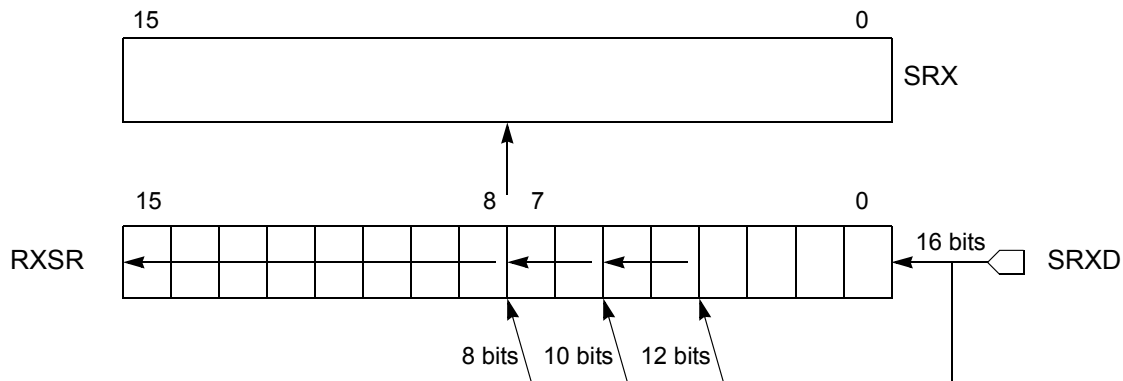 15 0
SRX
15 8 7 0
RXSR 16 bits SRXD
8 bits 10 bits 12 bits